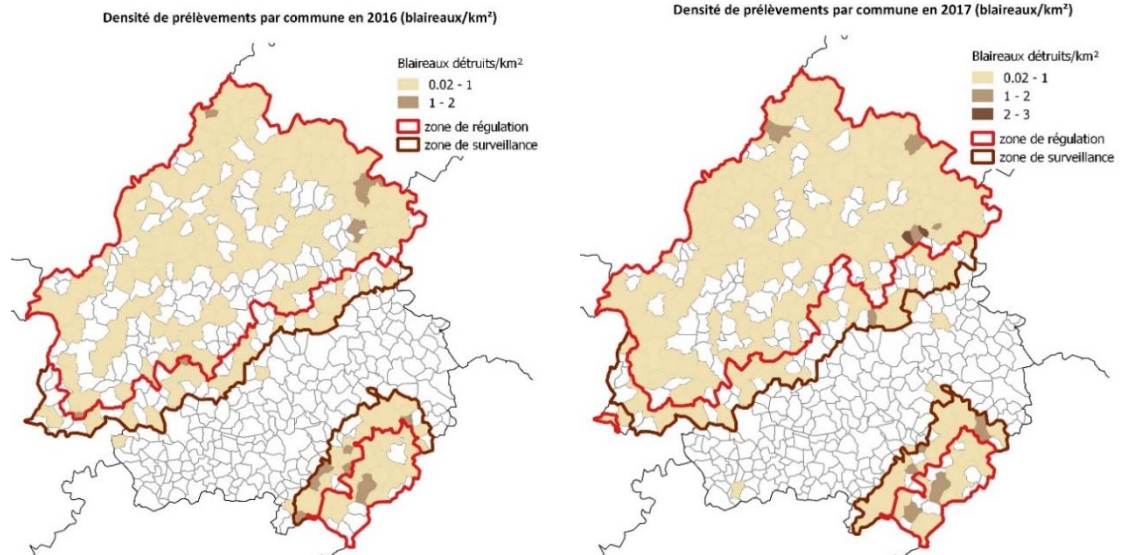 Densité de prélèvements par commune en 2016 (blaireaux/km²)
Blaireaux détruits/km²
0.02 - 1
1 - 2
zone de régulation
zone de surveillance
Densité de prélèvements par commune en 2017 (blaireaux/km²)
Blaireaux détruits/km²
0.02 - 1
1 - 2
2 - 3
zone de régulation
zone de surveillance